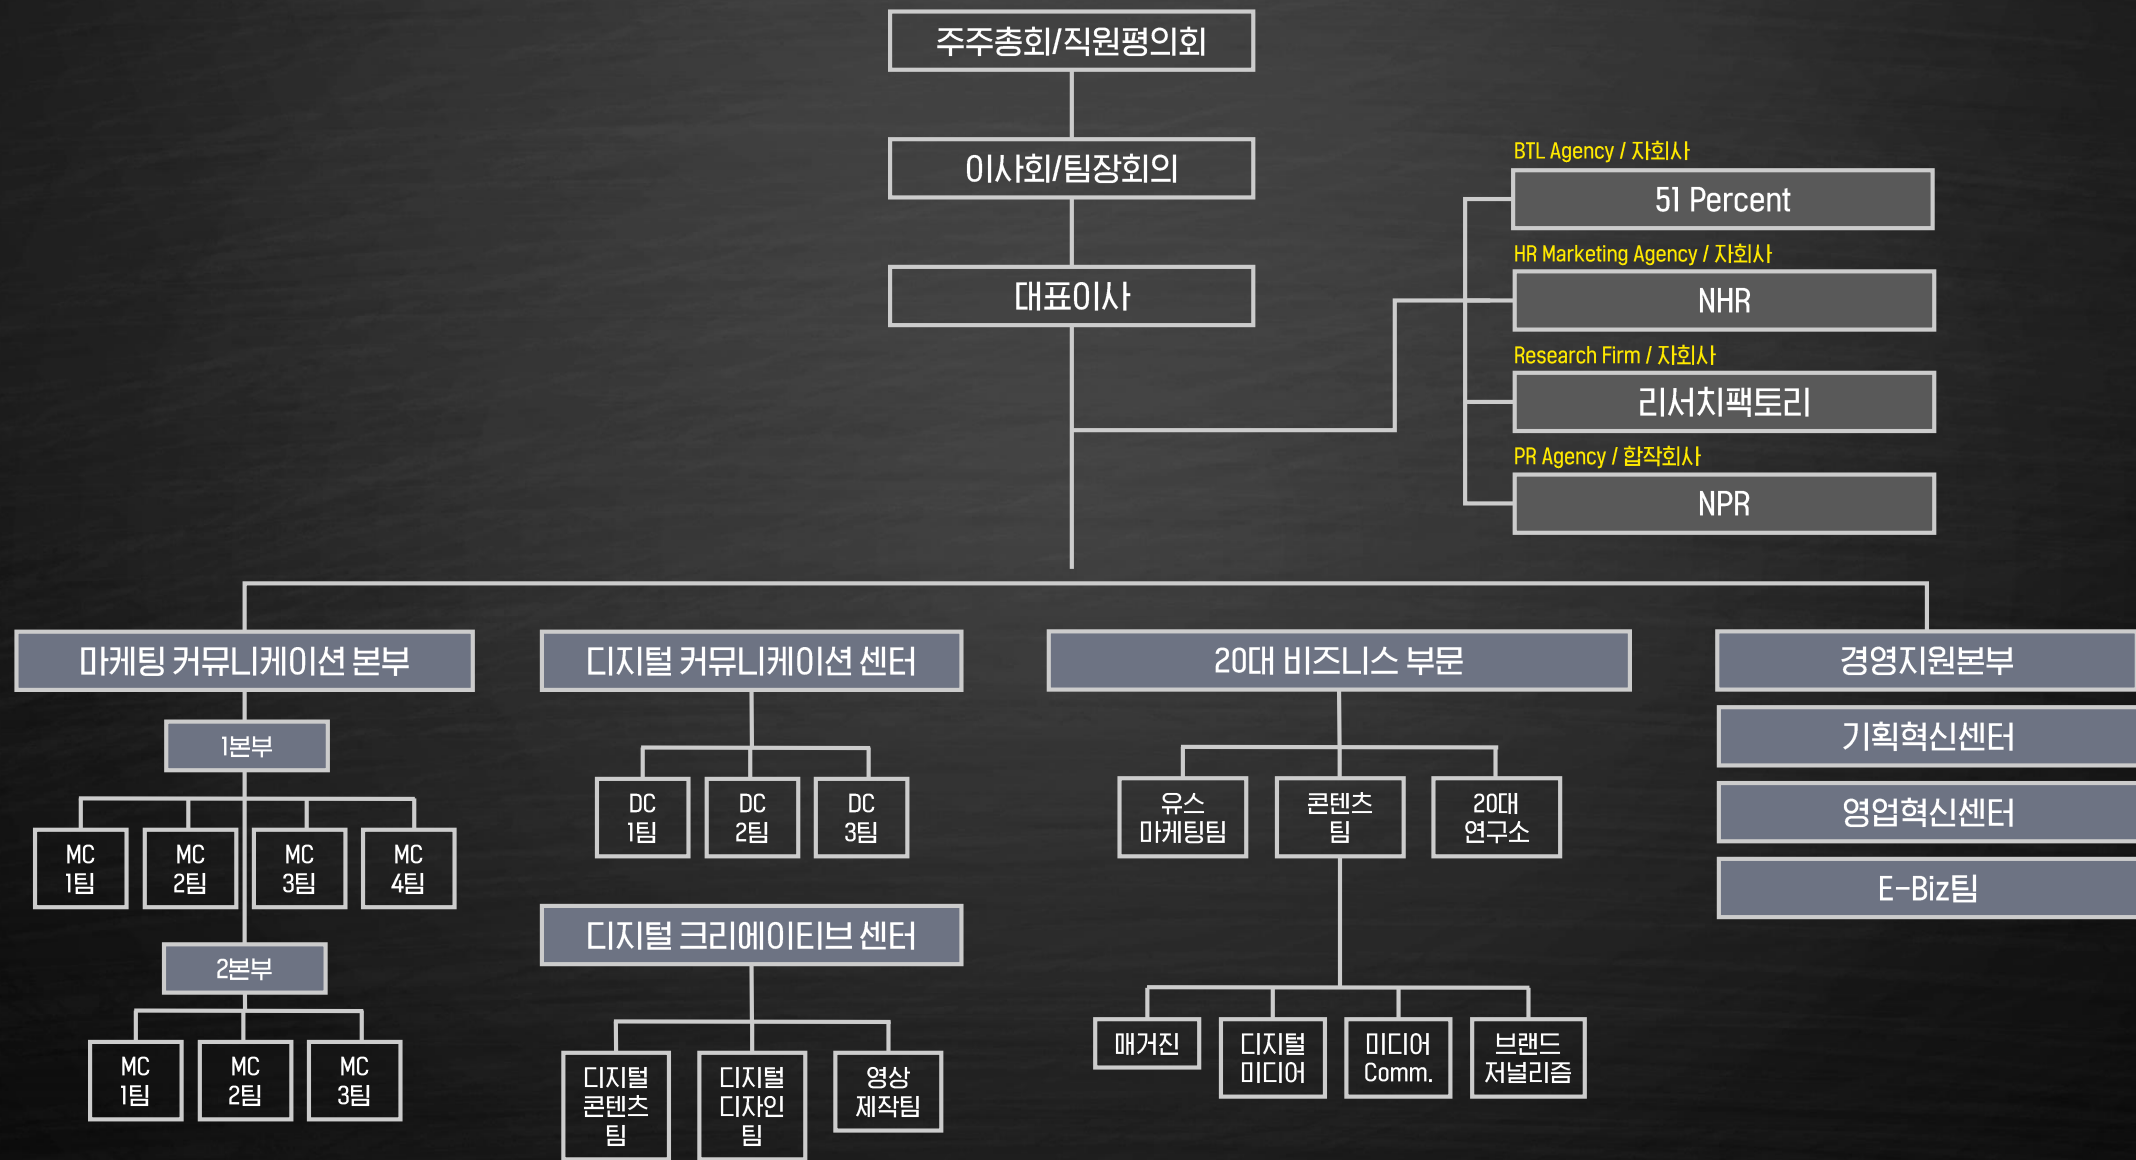 주주총회/직원평의회
이사회/팀장회의
대표이사
BTL Agency / 자회사
51 Percent
HR Marketing Agency / 자회사
NHR
Research Firm / 자회사
리서치팩토리
PR Agency / 합작회사
NPR
마케팅 커뮤니케이션 본부
1본부
MC
1팀
MC
2팀
MC
3팀
MC
4팀
2본부
MC
1팀
MC
2팀
MC
3팀
디지털 커뮤니케이션 센터
DC
1팀
DC
2팀
DC
3팀
디지털 크리에이티브 센터
디지털
콘텐츠
팀
디지털
디자인
팀
영상
제작팀
20대 비즈니스 부문
유스
마케팅팀
콘텐츠
팀
20대
연구소
매거진
디지털
미디어
미디어
Comm.
브랜드
저널리즘
경영지원본부
기획혁신센터
영업혁신센터
E-Biz팀